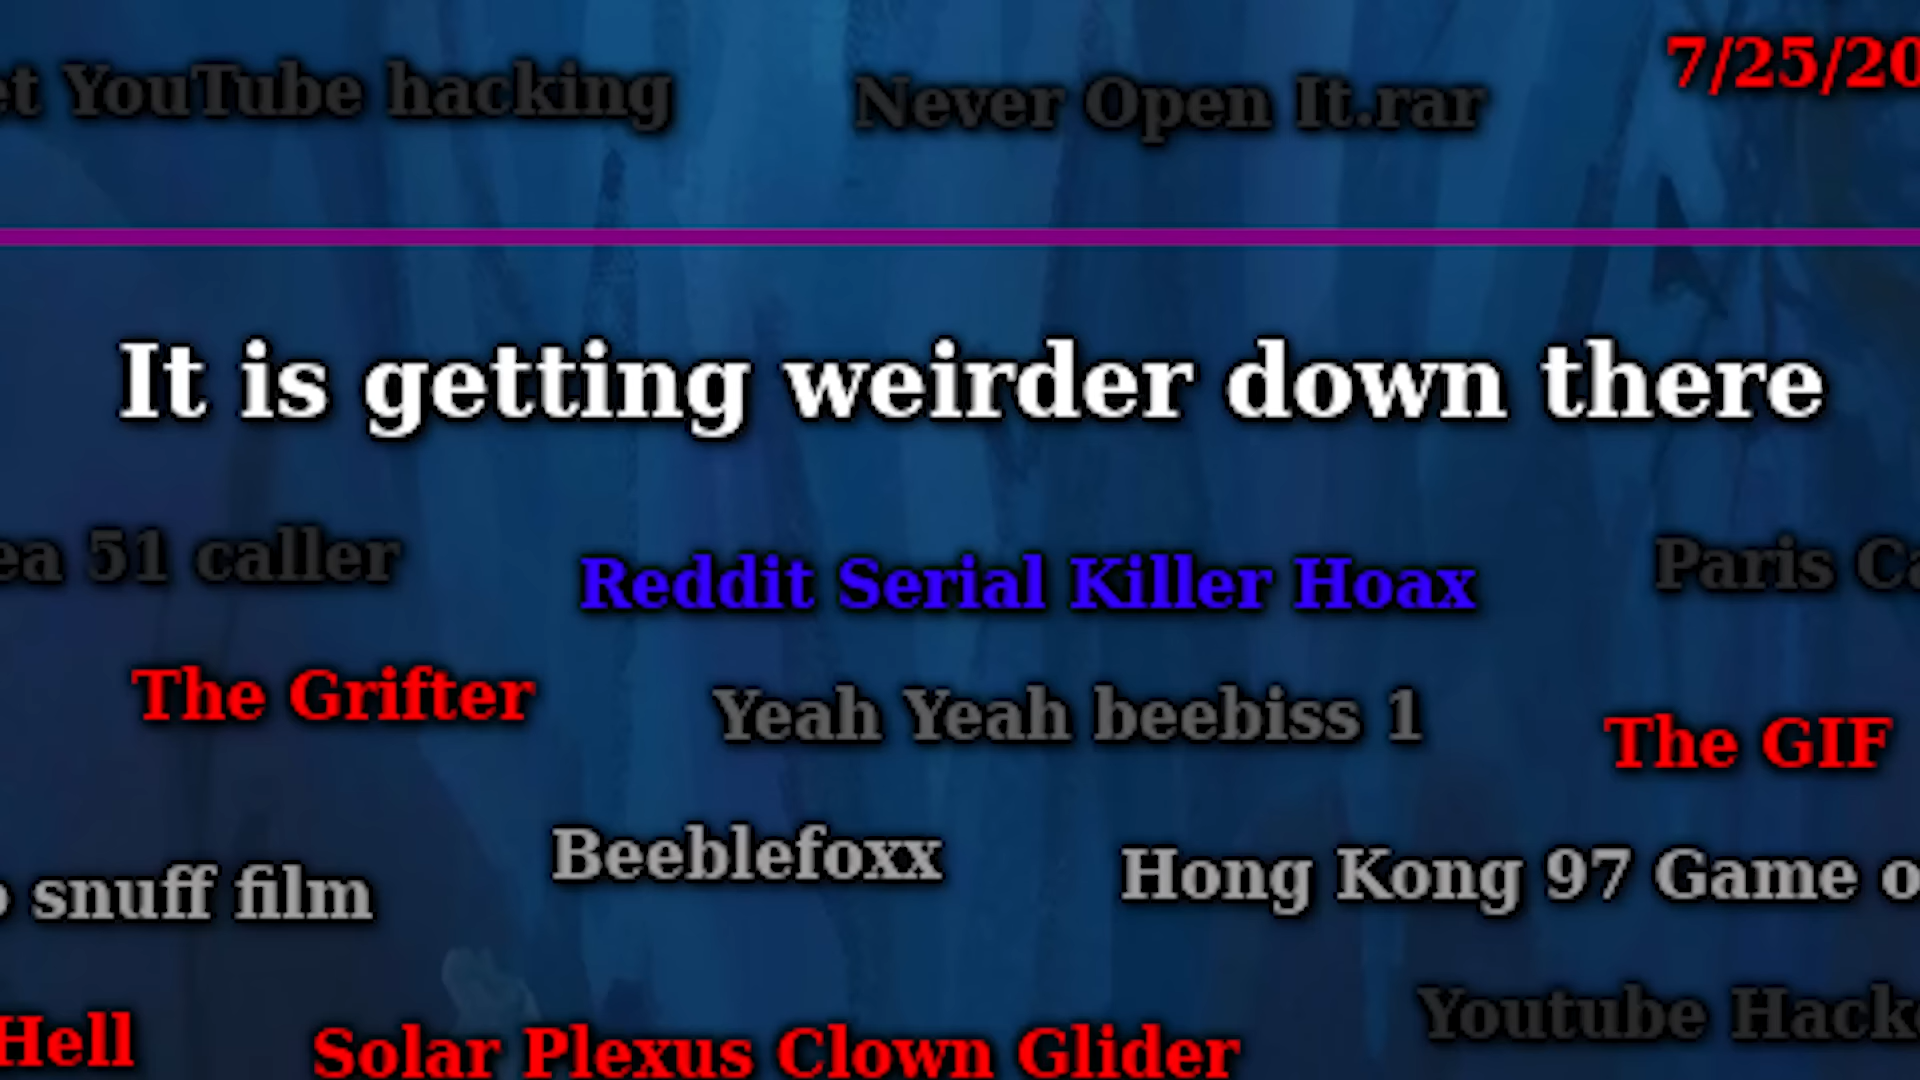 et YouTube hacking
Never Open It.rar
7/25/20
It is getting weirder down there
ea 51 caller
Reddit Serial Killer Hoax
Paris Ca
The Grifter
Yeah Yeah beebiss 1
The GIF
snuff film
Beeblefoxx
Hong Kong 97 Game o
Hell
Solar Plexus Clown Glider
Youtube Hack